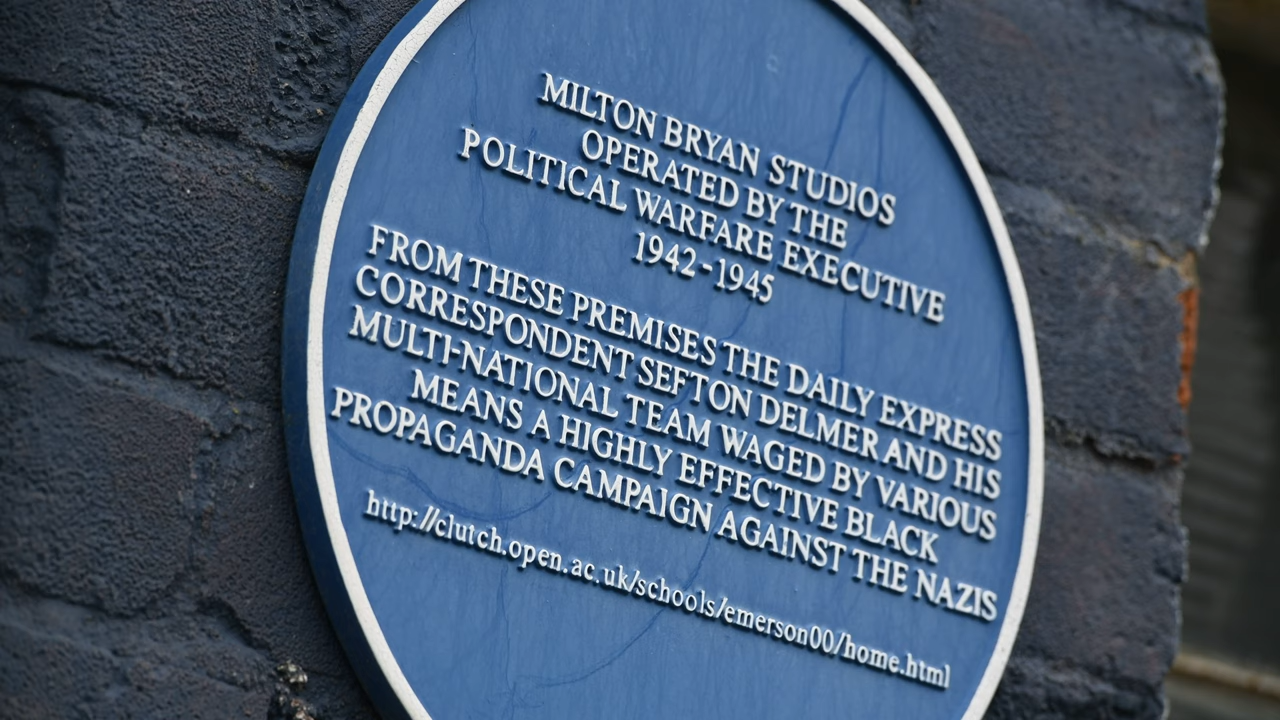 MILTON BRYAN STUDIOS
OPERATED BY THE
POLITICAL WARFARE EXECUTIVE
1942-1945
FROM THESE PREMISES THE DAILY EXPRESS
CORRESPONDENT SEFTON DELMER AND HIS
MULTI-NATIONAL TEAM WAGED BY VARIOUS
MEANS A HIGHLY EFFECTIVE BLACK
PROPAGANDA CAMPAIGN AGAINST THE NAZIS
http://clutch.open.ac.uk/schools/emerson00/home.html